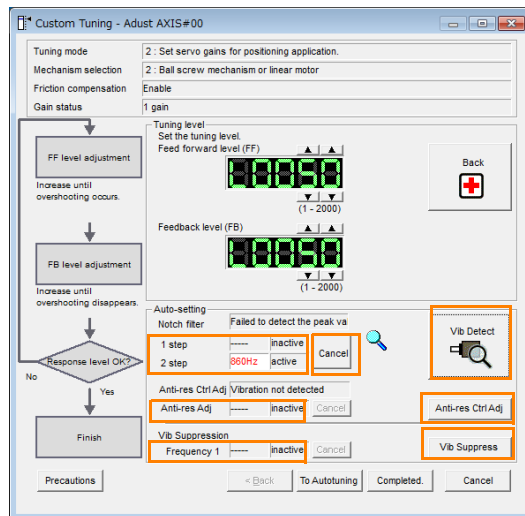 Custom Tuning - Adust AXIS#00
Tuning mode
2 : Set servo gains for positioning application.
Mechanism selection
2 : Ball screw mechanism or linear motor
Friction compensation
Enable
Gain status
1 gain
FF level adjustment
Increase until
overshooting occurs.
FB level adjustment
Increase until
overshooting disappears.
Response level OK?
No
Yes
Finish
Tuning level
Set the tuning level.
Feed forward level (FF)
L0050
(1 - 2000)
Feedback level (FB)
L0050
(1 - 2000)
Back
Auto-setting
Notch filter
Failed to detect the peak va
1 step
-----
inactive
2 step
860Hz
active
Cancel
Vib Detect
Anti-res Ctrl Adj
Vibration not detected
Anti-res Adj
-----
inactive
Cancel
Anti-res Ctrl Adj
Vib Suppression
Frequency 1
-----
inactive
Cancel
Vib Suppress
Precautions
< Back
To Autotuning
Completed.
Cancel